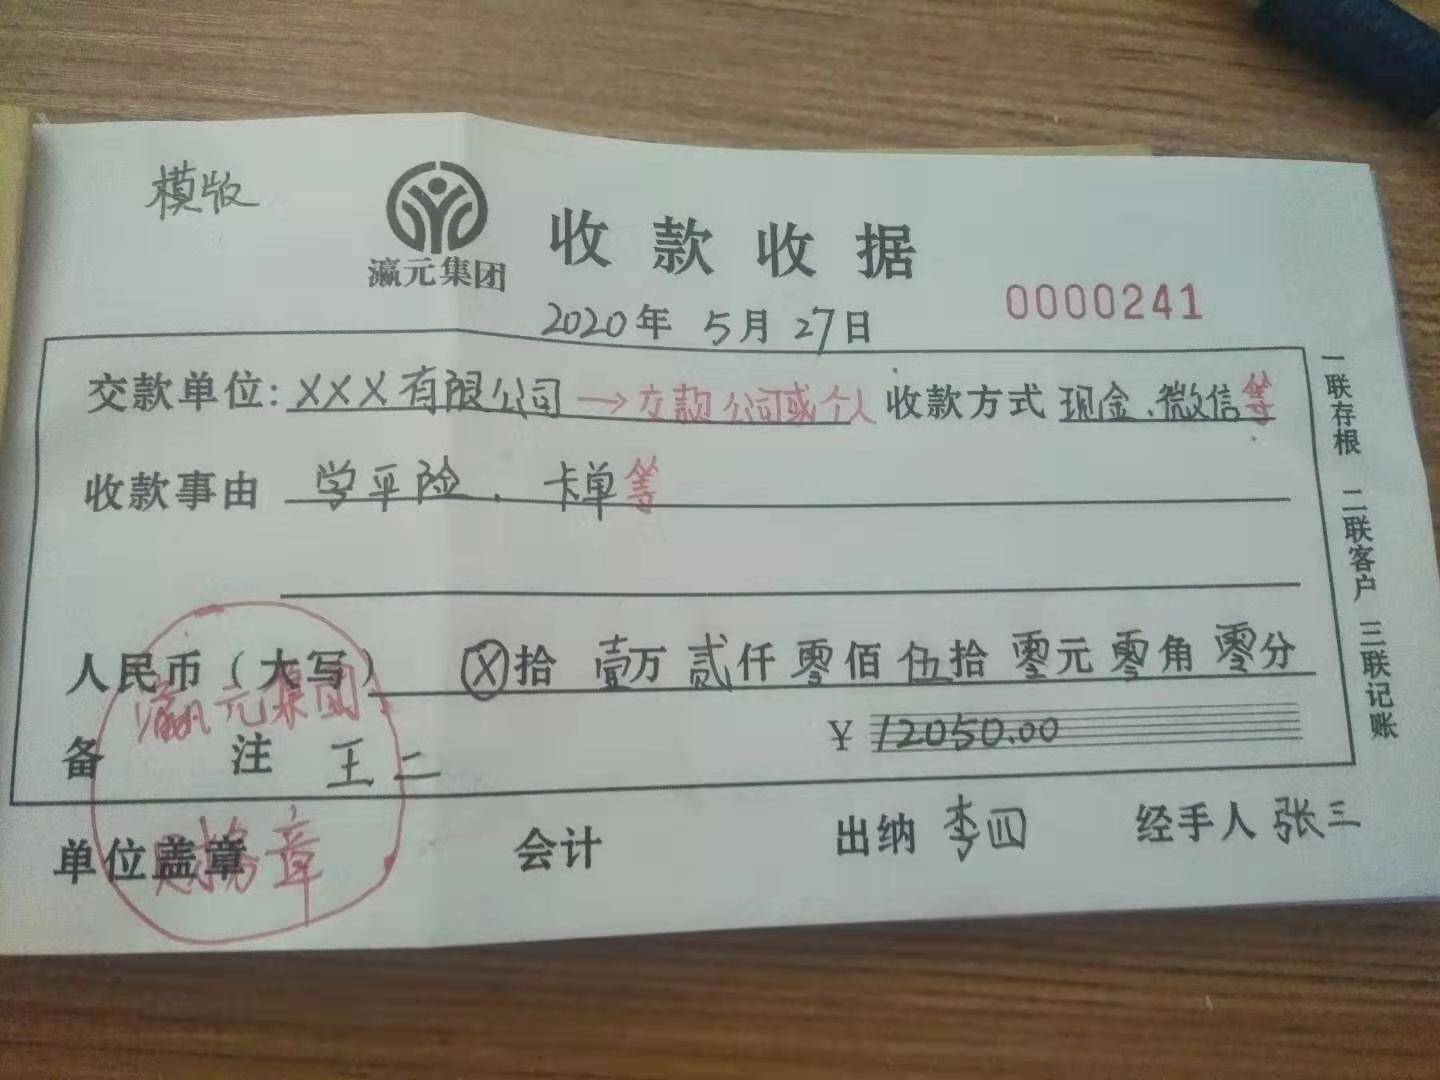 模版
瀛元集团
收款收据
0000241
2020年 5月 27日
交款单位: XXX有限公司 →交款公司或个人 收款方式 现金、微信等
收款事由 学平险、卡单等
人民币（大写） ⓧ拾 壹万 贰仟 零佰 伍拾 零元 零角 零分
瀛元集团
¥ 12050.00
备 注 王二
单位盖章 会计 出纳 李四 经手人 张三
财务章
一联存根 二联客户 三联记账